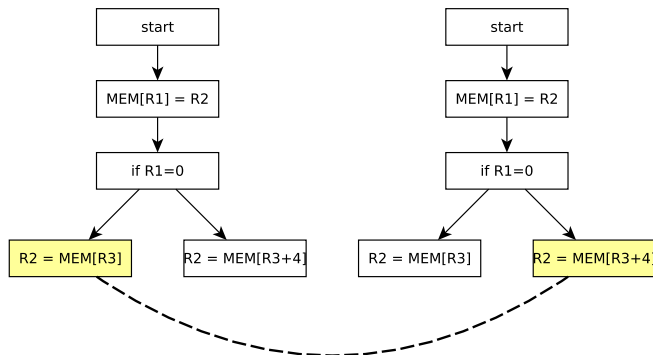 start
start
MEM[R1] = R2
MEM[R1] = R2
if R1=0
if R1=0
R2 = MEM[R3]
R2 = MEM[R3+4]
R2 = MEM[R3]
R2 = MEM[R3+4]